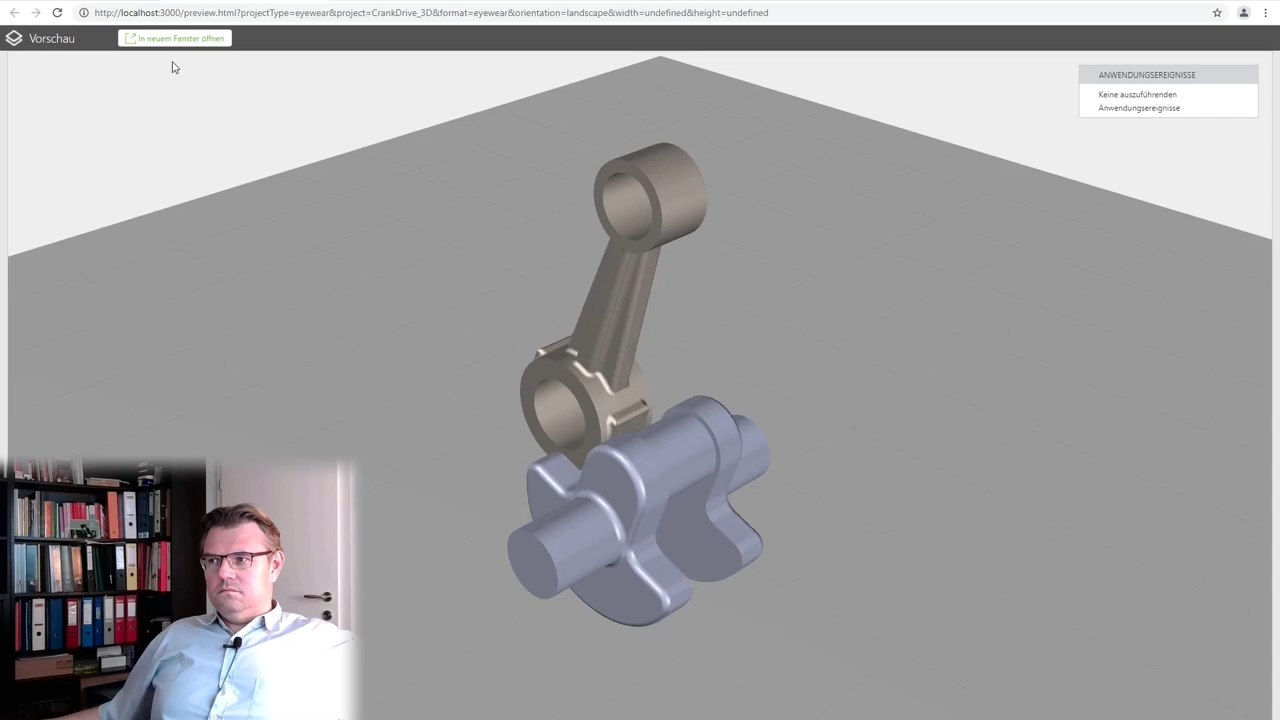 http://localhost:3000/preview.html?projectType=eyewear&project=CrankDrive_3D&format=eyewear&orientation=landscape&width=undefined&height=undefined
Vorschau
In neuem Fenster öffnen
ANWENDUNGSEREIGNISSE
Keine auszuführenden
Anwendungsereignisse